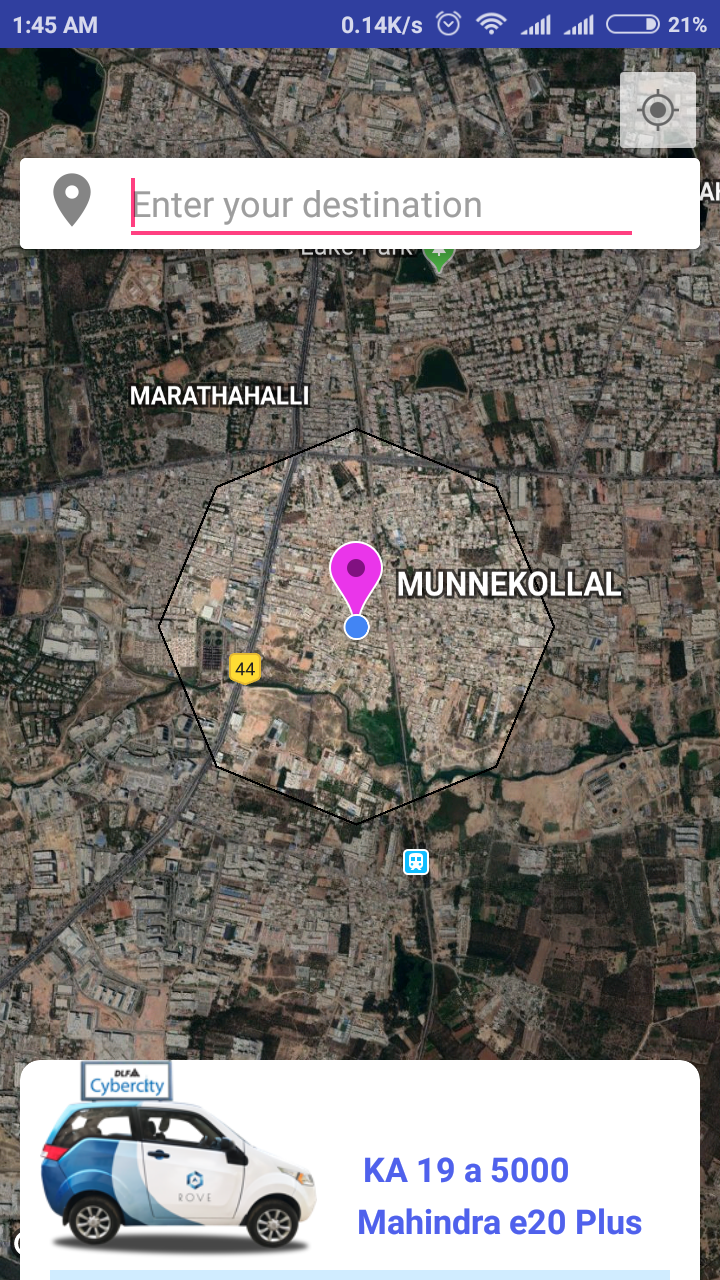 1:45 AM 0.14K/s 21%
Enter your destination
Lake Park
MARATHAHALLI
MUNNEKOLLAL
44
DLF
Cybercity
ROVE
KA 19 a 5000
Mahindra e20 Plus